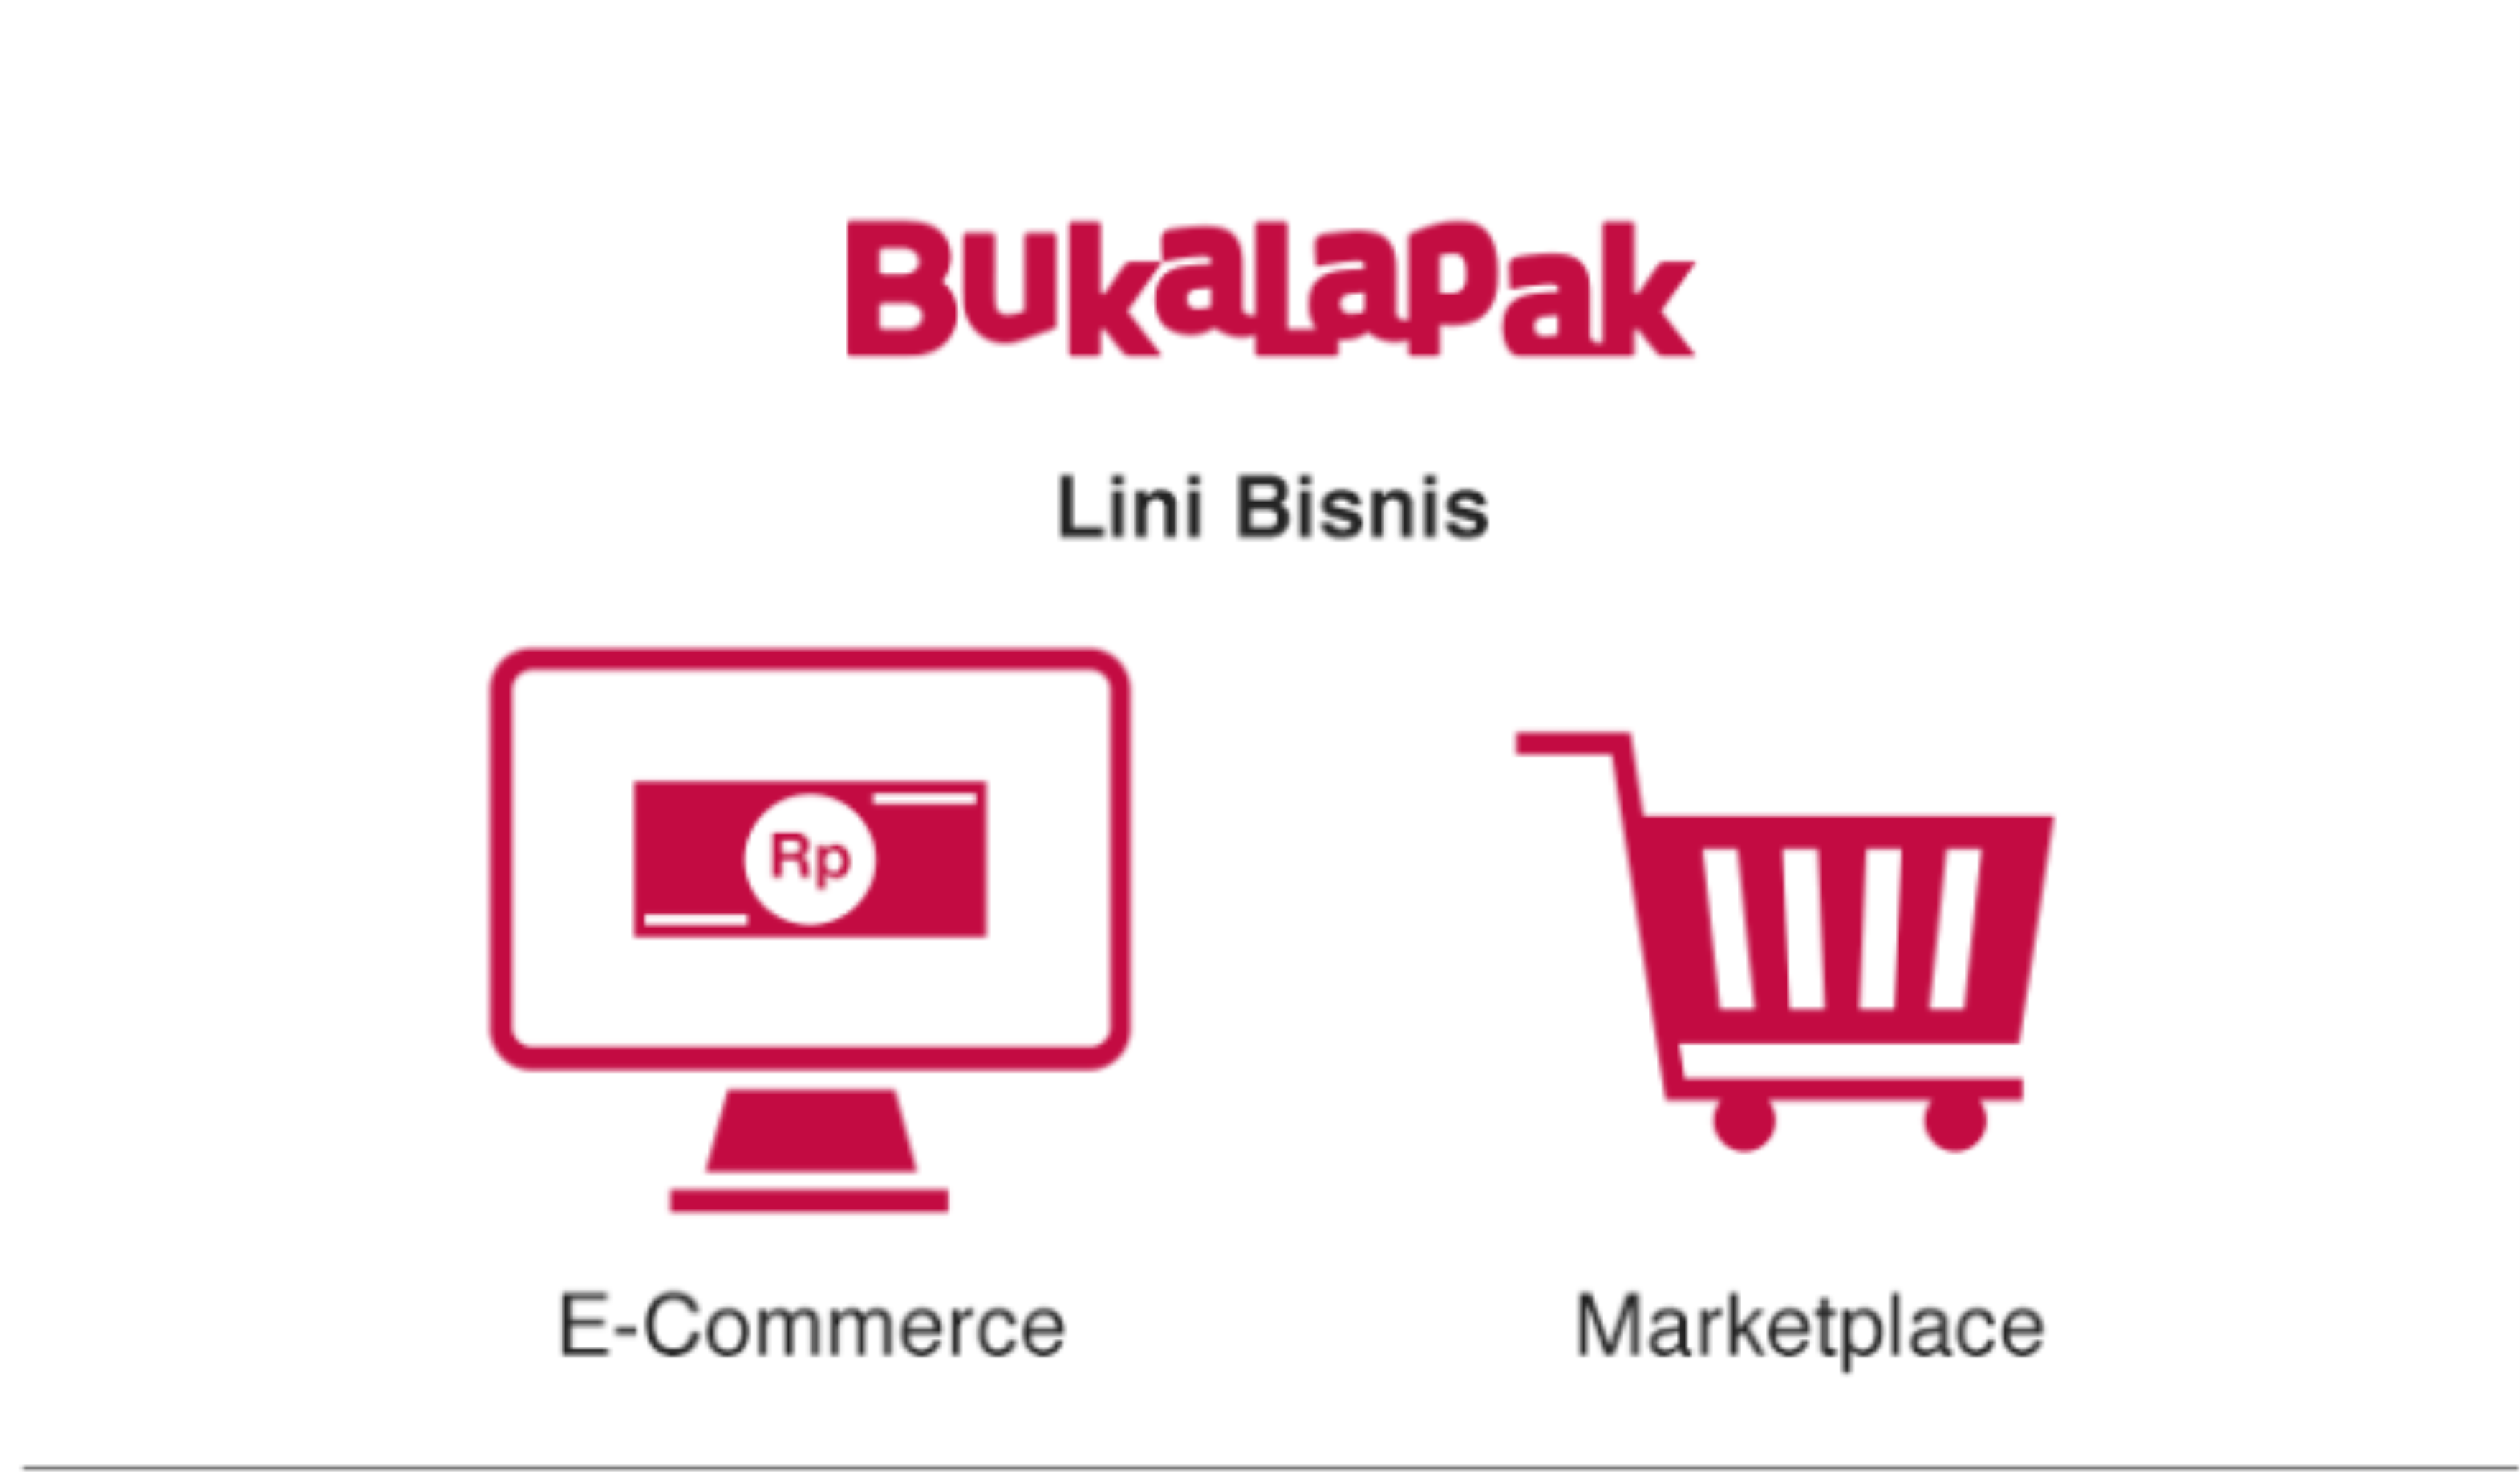 BukaLapak
Lini Bisnis
Rp
E-Commerce
Marketplace